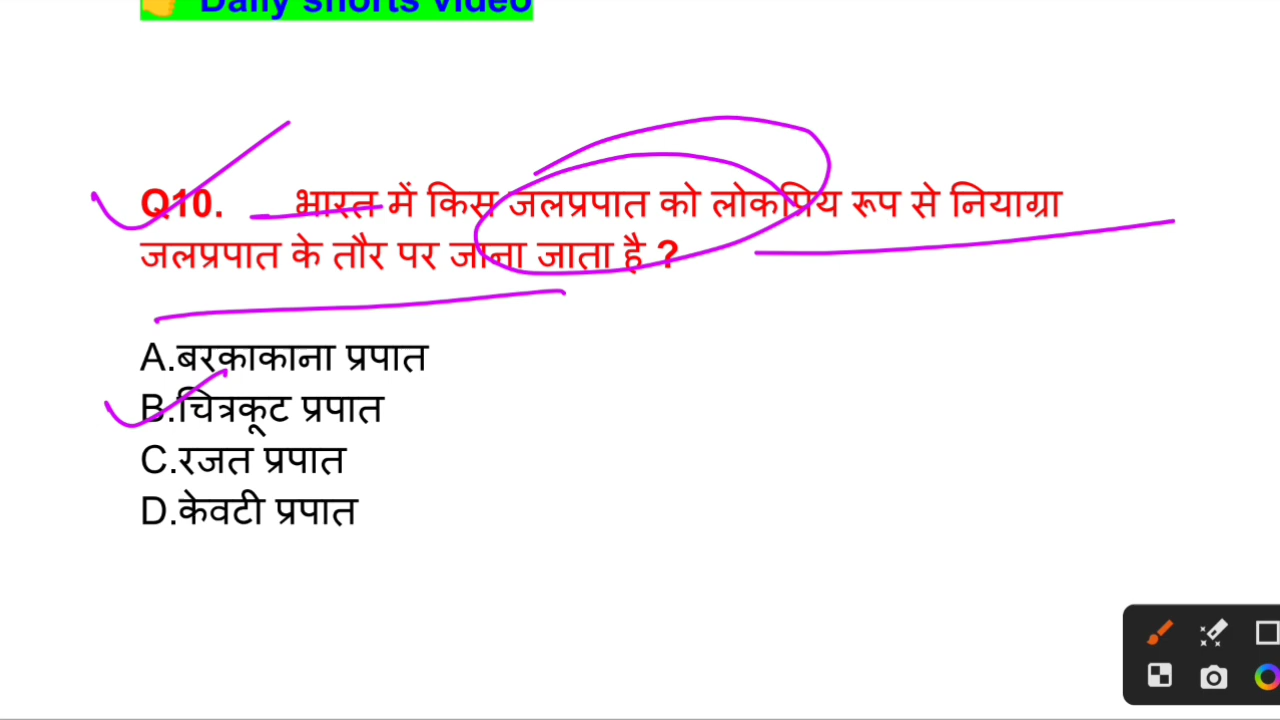 👉 Daily shorts video
Q10. भारत में किस जलप्रपात को लोकप्रिय रूप से नियाग्रा
जलप्रपात के तौर पर जाना जाता है ?
A.बरकाकाना प्रपात
B.चित्रकूट प्रपात
C.रजत प्रपात
D.केवटी प्रपात